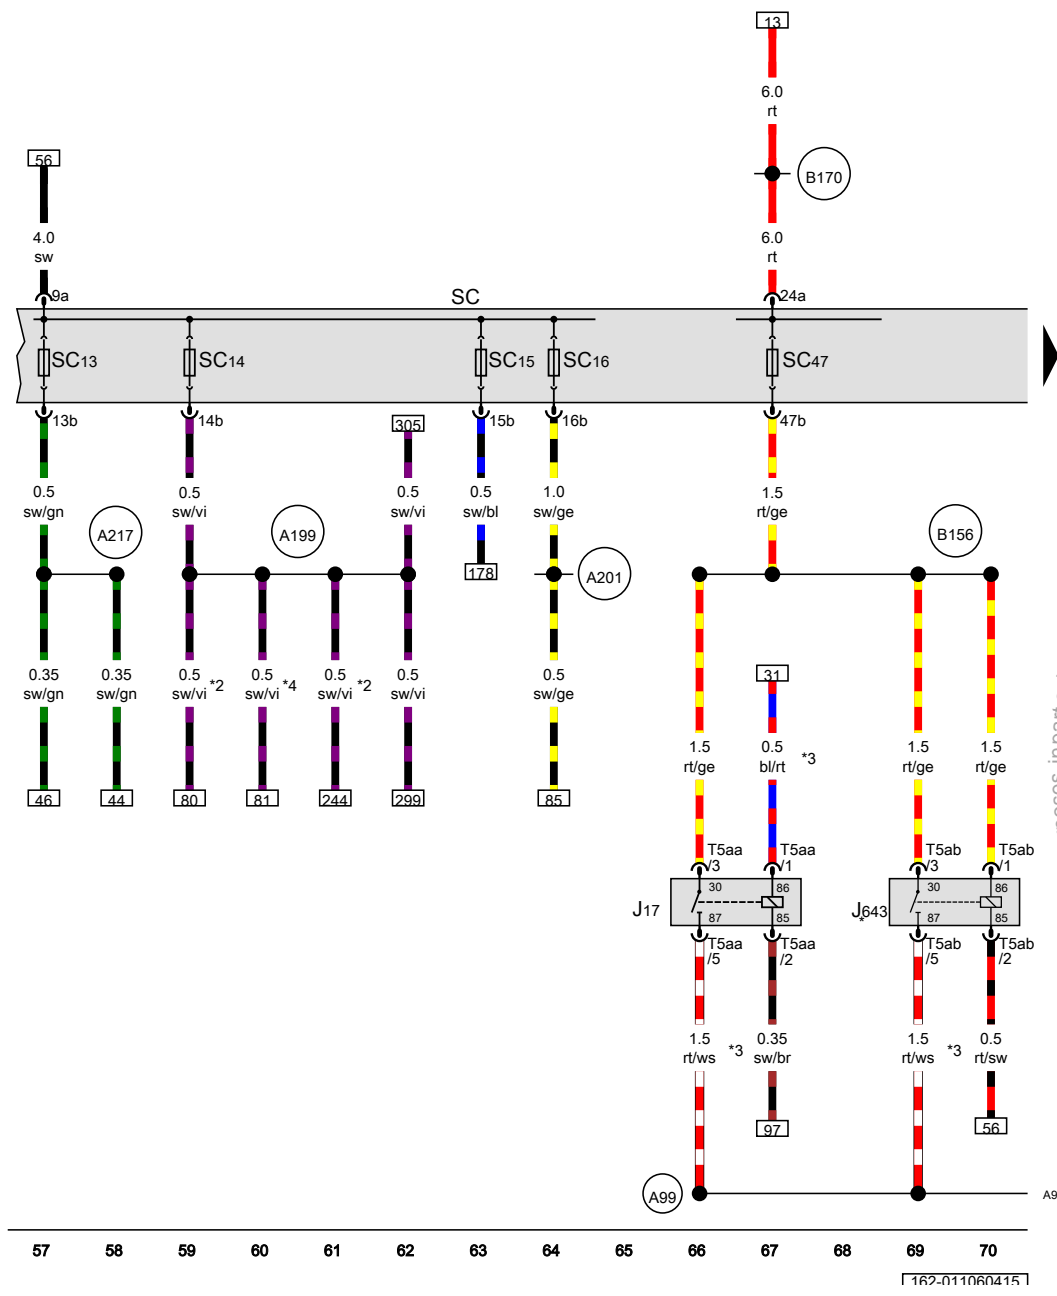 13
6.0
rt
B170
56
4.0
sw
6.0
rt
9a
SC
24a
SC13
SC14
SC15
SC16
SC47
13b
14b
305
15b
16b
47b
0.5
sw/gn
0.5
sw/vi
0.5
sw/vi
0.5
sw/bl
1.0
sw/ge
1.5
rt/ge
A217
A199
178
A201
B156
0.35
sw/gn
0.35
sw/gn
0.5
sw/vi *2
0.5
sw/vi *4
0.5
sw/vi *2
0.5
sw/vi
0.5
sw/ge
31
1.5
rt/ge
0.5
bl/rt *3
1.5
rt/ge
1.5
rt/ge
46
44
80
81
244
299
85
T5aa
/3
T5aa
/1
T5ab
/3
T5ab
/1
30
86
30
86
J17
J643
*
87
85
87
85
T5aa
/5
T5aa
/2
T5ab
/5
T5ab
/2
1.5
rt/ws *3
0.35
sw/br
1.5
rt/ws *3
0.5
rt/sw
97
56
A99
A9
57 58 59 60 61 62 63 64 65 66 67 68 69 70
162-011060415